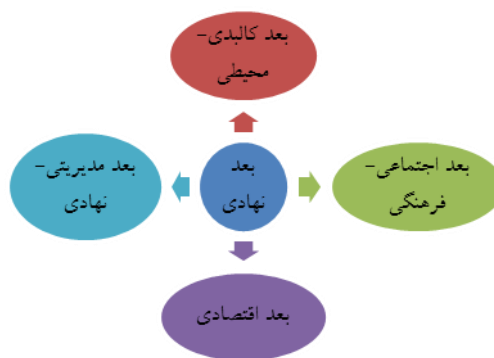 بعد کالبدی-
محیطی
بعد اجتماعی-
فرهنگی
بعد
نهادی
بعد مدیریتی-
نهادی
بعد اقتصادی